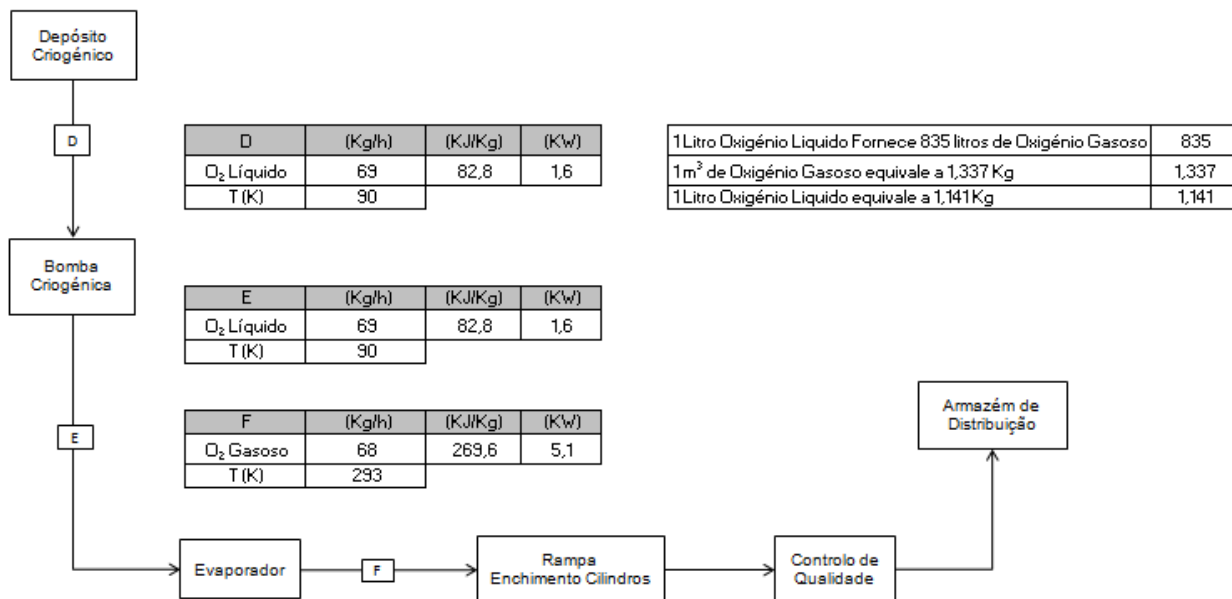 Depósito
Criogénico
D
D (Kg/h) (KJ/Kg) (KW)
O₂ Líquido 69 82,8 1,6
T (K) 90
1 Litro Oxigénio Liquido Fornece 835 litros de Oxigénio Gasoso 835
1 m³ de Oxigénio Gasoso equivale a 1,337 Kg 1,337
1 Litro Oxigénio Liquido equivale a 1,141 Kg 1,141
Bomba
Criogénica
E (Kg/h) (KJ/Kg) (KW)
O₂ Líquido 69 82,8 1,6
T (K) 90
E
F (Kg/h) (KJ/Kg) (KW)
O₂ Gasoso 68 269,6 5,1
T (K) 293
Armazém de
Distribuição
Evaporador
F
Rampa
Enchimento Cilindros
Controlo de
Qualidade